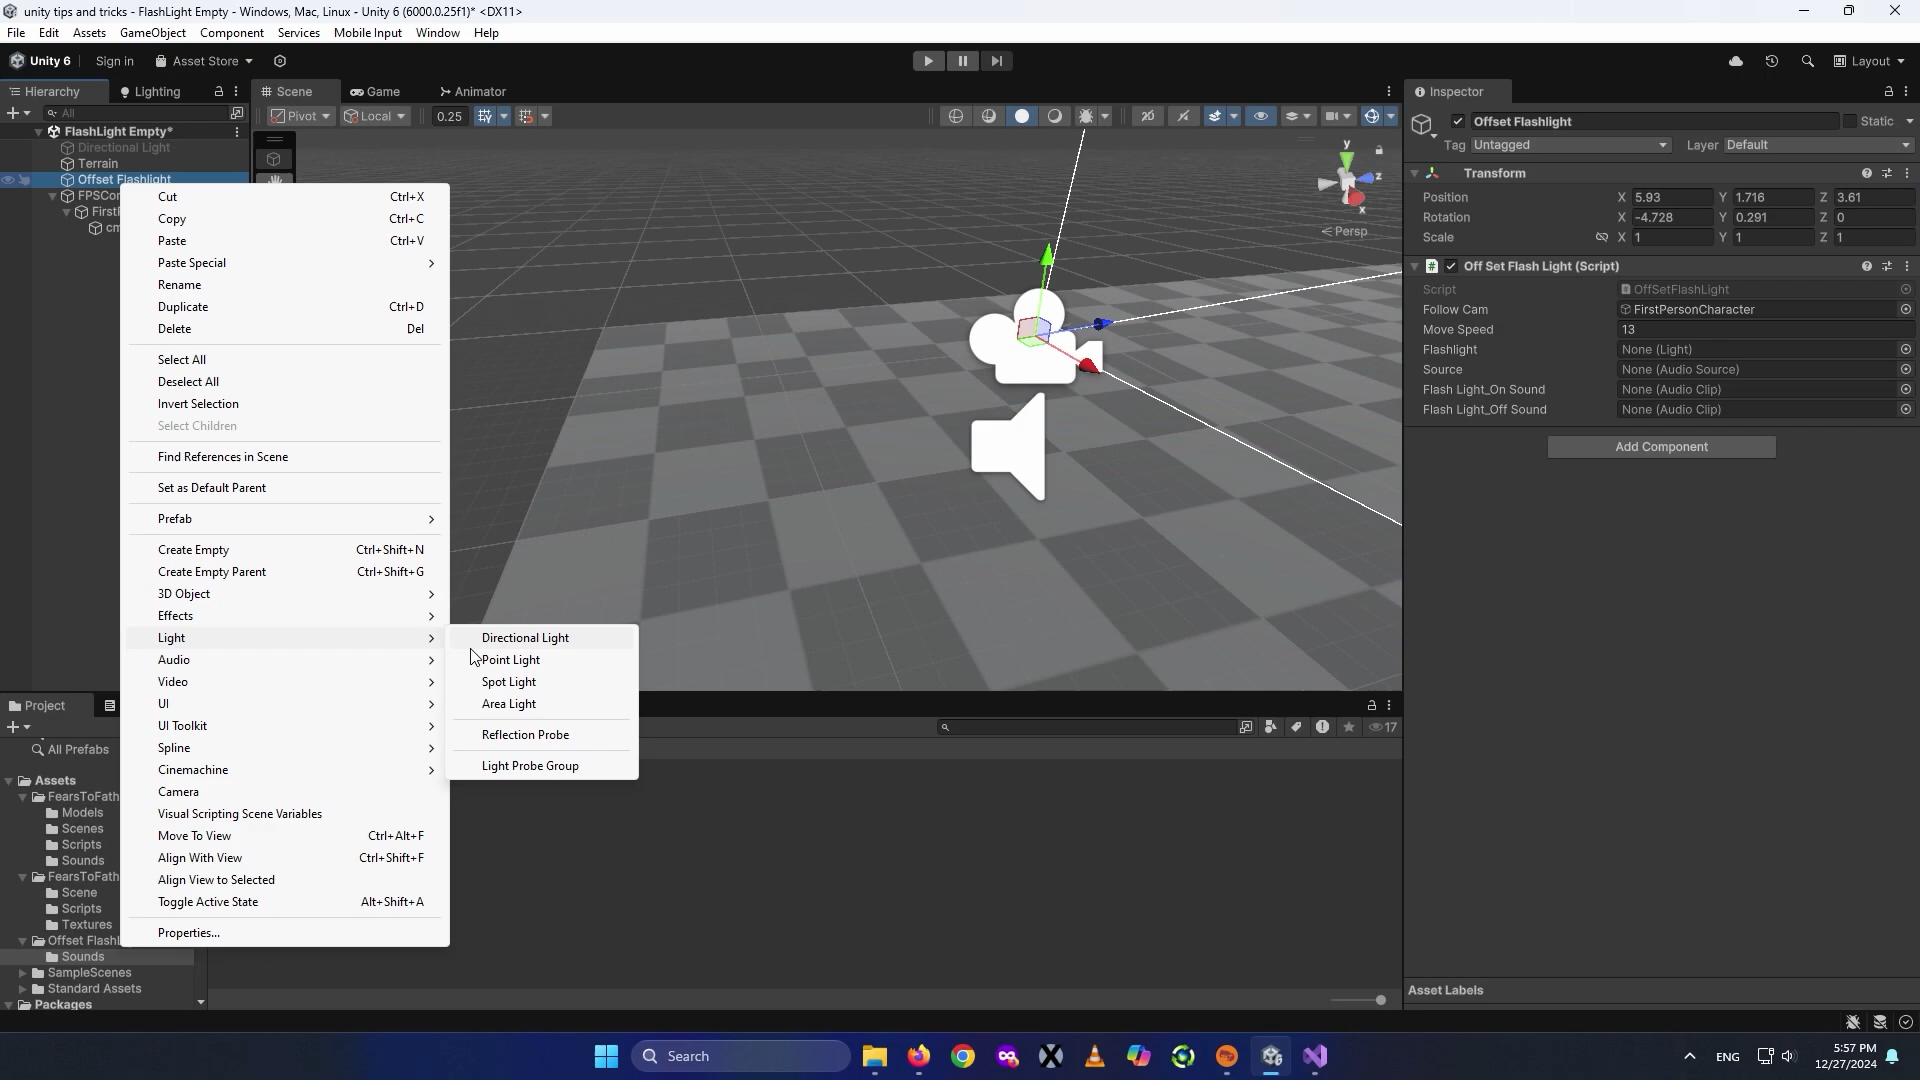 unity tips and tricks - FlashLight Empty - Windows, Mac, Linux - Unity 6 (6000.0.25f1)* <DX11>
File Edit Assets GameObject Component Services Mobile Input Window Help
Unity 6 Sign in Asset Store Layout
Hierarchy Lighting Scene Game Animator Inspector
All Pivot Local 0.25
FlashLight Empty*
Directional Light
Terrain
Offset Flashlight
FPSCon
FirstP
cm
Cut Ctrl+X
Copy Ctrl+C
Paste Ctrl+V
Paste Special
Rename
Duplicate Ctrl+D
Delete Del
Select All
Deselect All
Invert Selection
Select Children
Find References in Scene
Set as Default Parent
Prefab
Create Empty Ctrl+Shift+N
Create Empty Parent Ctrl+Shift+G
3D Object
Effects
Light
Audio
Video
UI
UI Toolkit
Spline
Cinemachine
Camera
Visual Scripting Scene Variables
Move To View Ctrl+Alt+F
Align With View Ctrl+Shift+F
Align View to Selected
Toggle Active State Alt+Shift+A
Properties...
Directional Light
Point Light
Spot Light
Area Light
Reflection Probe
Light Probe Group
y
z
x
Persp
Offset Flashlight Static
Tag Untagged Layer Default
Transform
Position X 5.93 Y 1.716 Z 3.61
Rotation X -4.728 Y 0.291 Z 0
Scale X 1 Y 1 Z 1
Off Set Flash Light (Script)
Script OffSetFlashLight
Follow Cam FirstPersonCharacter
Move Speed 13
Flashlight None (Light)
Source None (Audio Source)
Flash Light_On Sound None (Audio Clip)
Flash Light_Off Sound None (Audio Clip)
Add Component
Asset Labels
Project
17
All Prefabs
Assets
FearsToFath
Models
Scenes
Scripts
Sounds
FearsToFath
Scene
Scripts
Textures
Offset Flashl
Sounds
SampleScenes
Standard Assets
Packages
Search
ENG
5:57 PM
12/27/2024